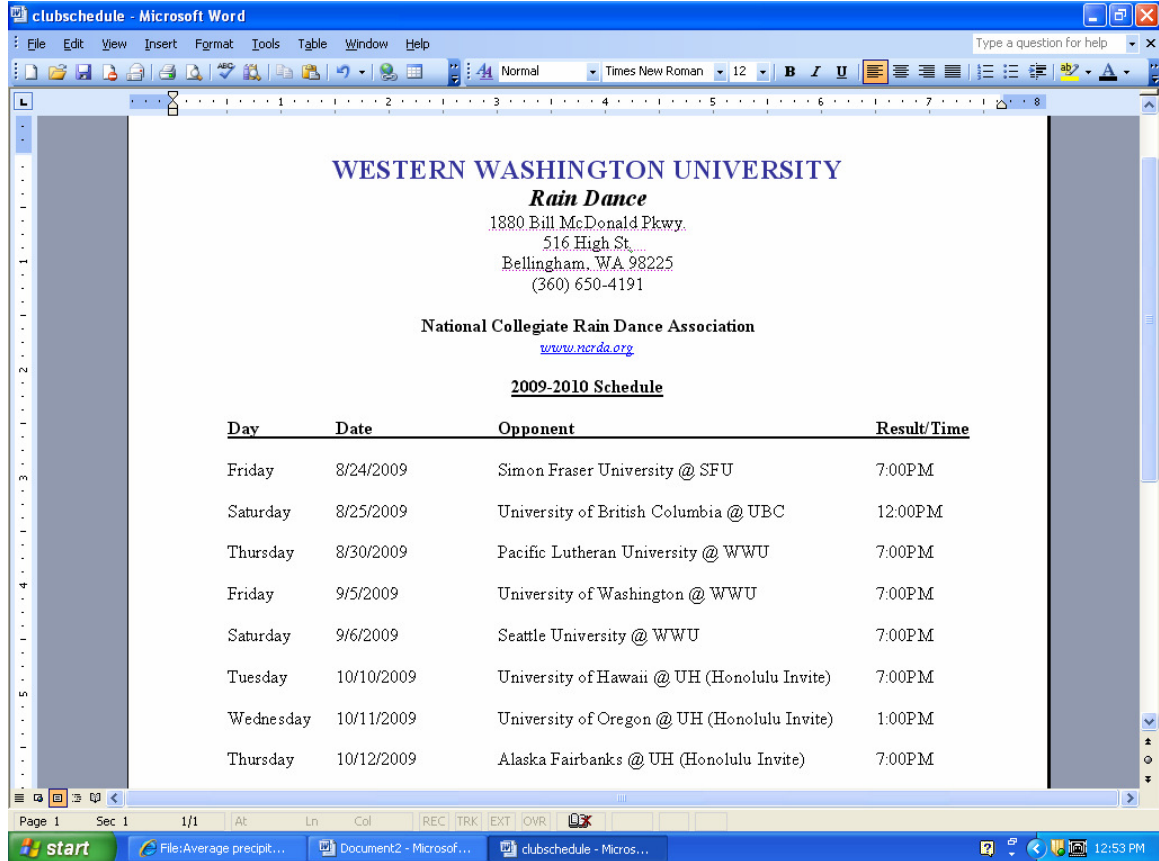 clubschedule - Microsoft Word
File Edit View Insert Format Tools Table Window Help Type a question for help
Normal Times New Roman 12 B I U
1 2 3 4 5 6 7 8
WESTERN WASHINGTON UNIVERSITY
Rain Dance
1880 Bill McDonald Pkwy.
516 High St.
Bellingham, WA 98225
(360) 650-4191
National Collegiate Rain Dance Association
www.ncrda.org
2009-2010 Schedule
Day Date Opponent Result/Time
Friday 8/24/2009 Simon Fraser University @ SFU 7:00PM
Saturday 8/25/2009 University of British Columbia @ UBC 12:00PM
Thursday 8/30/2009 Pacific Lutheran University @ WWU 7:00PM
Friday 9/5/2009 University of Washington @ WWU 7:00PM
Saturday 9/6/2009 Seattle University @ WWU 7:00PM
Tuesday 10/10/2009 University of Hawaii @ UH (Honolulu Invite) 7:00PM
Wednesday 10/11/2009 University of Oregon @ UH (Honolulu Invite) 1:00PM
Thursday 10/12/2009 Alaska Fairbanks @ UH (Honolulu Invite) 7:00PM
Page 1 Sec 1 1/1 At Ln Col REC TRK EXT OVR
start File:Average precipit... Document2 - Microsof... clubschedule - Micros... 12:53 PM